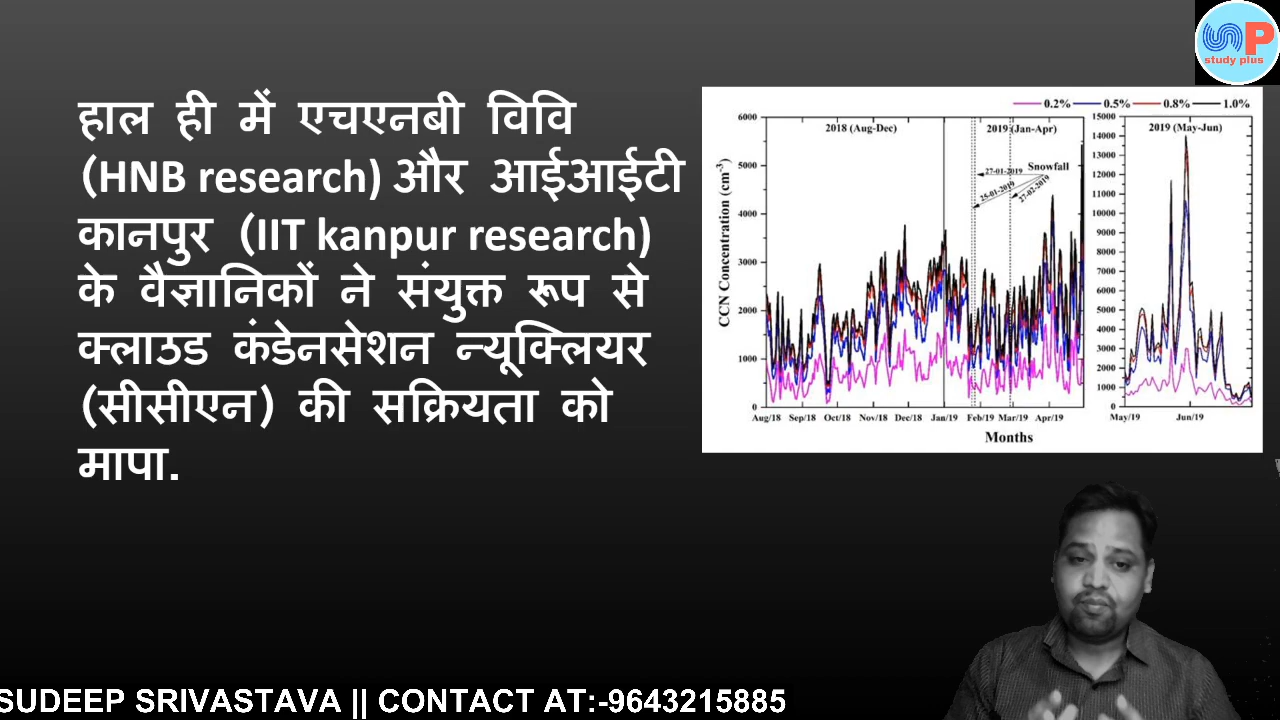 study plus
हाल ही में एचएनबी विवि
(HNB research) और आईआईटी
कानपुर (IIT kanpur research)
के वैज्ञानिकों ने संयुक्त रूप से
क्लाउड कंडेनसेशन न्यूक्लियर
(सीसीएन) की सक्रियता को
मापा.
0.2% 0.5% 0.8% 1.0%
2018 (Aug-Dec) 2019 (Jan-Apr) 2019 (May-Jun)
CCN Concentration (cm-3)
6000
5000
4000
3000
2000
1000
0
Snowfall
27-01-2019
25-01-2019
27-02-2019
15000
14000
13000
12000
11000
10000
9000
8000
7000
6000
5000
4000
3000
2000
1000
0
Aug/18 Sep/18 Oct/18 Nov/18 Dec/18 Jan/19 Feb/19 Mar/19 Apr/19 May/19 Jun/19
Months
SUDEEP SRIVASTAVA || CONTACT AT:-9643215885